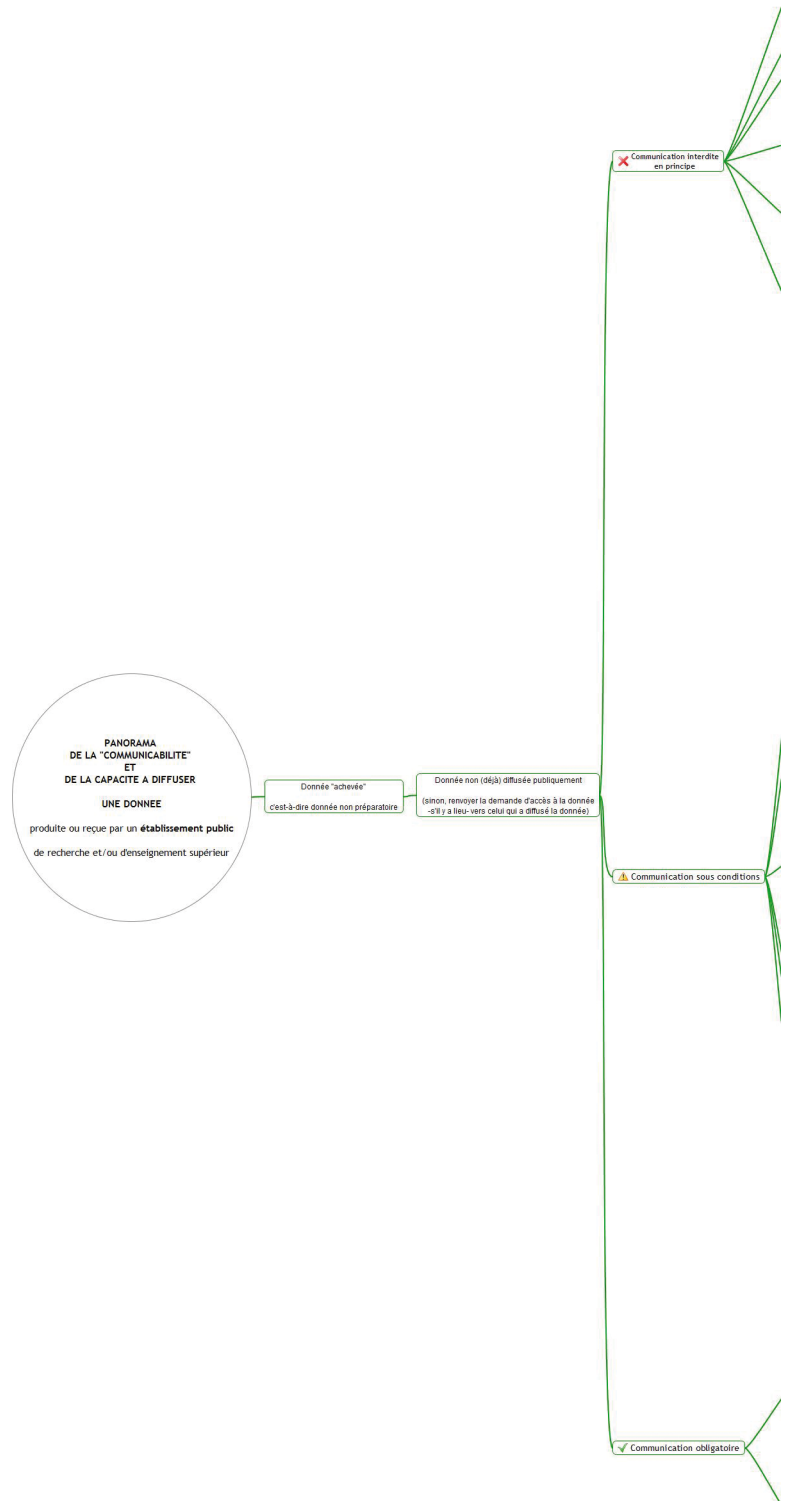 Communication interdite
en principe
PANORAMA
DE LA "COMMUNICABILITE"
ET
DE LA CAPACITE A DIFFUSER
UNE DONNEE
produite ou reçue par un établissement public
de recherche et/ou d'enseignement supérieur
Donnée "achevée"
c'est-à-dire donnée non préparatoire
Donnée non (déjà) diffusée publiquement
(sinon, renvoyer la demande d'accès à la donnée
-s'il y a lieu- vers celui qui a diffusé la donnée)
Communication sous conditions
Communication obligatoire